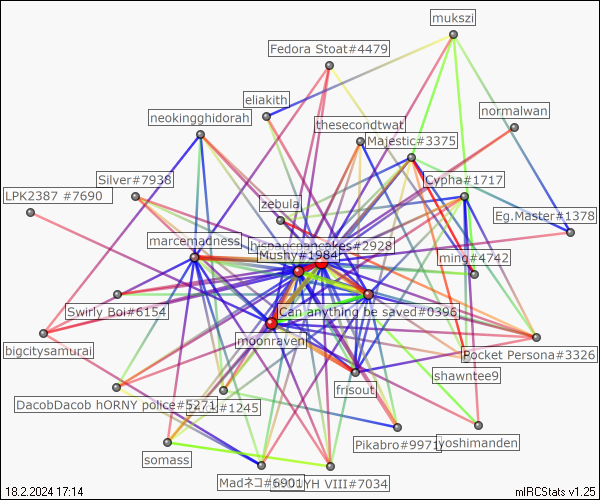 mukszi
Fedora Stoat#4479
eliakith
normalwan
neokingghidorah
thesecondtwat
Majestic#3375
Silver#7938
Cypha#1717
LPK2387 #7690
zebula
Eg.Master#1378
marcemadness
hispancpancakes#2928
Mushy#1984
ming#4742
Swirly Boi#6154
Can anything be saved#0396
moonraven
bigcitysamurai
Pocket Persona#3326
shawntee9
frisout
DacobDacob hORNY police#5271
#1245
Pikabro#9971
yoshimanden
somass
Madネコ#6901
YH VIII#7034
18.2.2024 17:14
mIRCStats v1.25